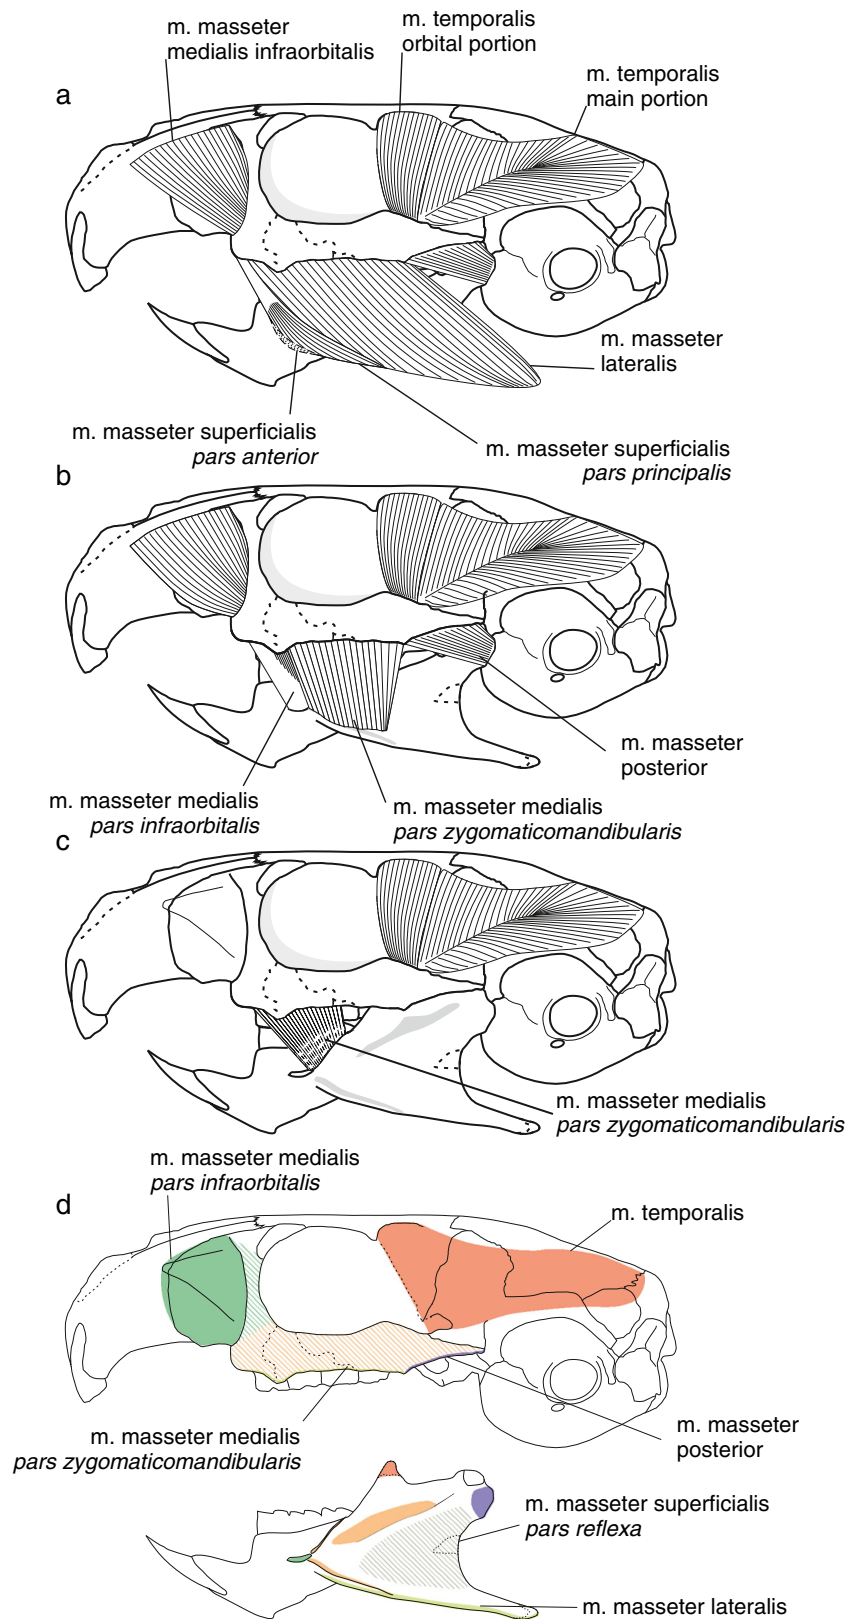 m. masseter
medialis infraorbitalis
m. temporalis
orbital portion
m. temporalis
main portion
a
m. masseter
lateralis
m. masseter superficialis
pars anterior
m. masseter superficialis
pars principalis
b
m. masseter
posterior
m. masseter medialis
pars infraorbitalis
m. masseter medialis
pars zygomaticomandibularis
c
m. masseter medialis
pars zygomaticomandibularis
m. masseter medialis
pars infraorbitalis
d
m. temporalis
m. masseter
posterior
m. masseter medialis
pars zygomaticomandibularis
m. masseter superficialis
pars reflexa
m. masseter lateralis